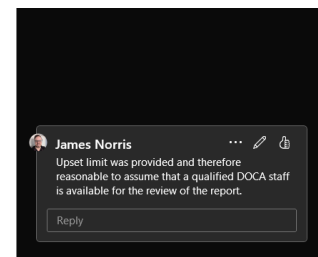 James Norris
Upset limit was provided and therefore
reasonable to assume that a qualified DOCA staff
is available for the review of the report.
Reply